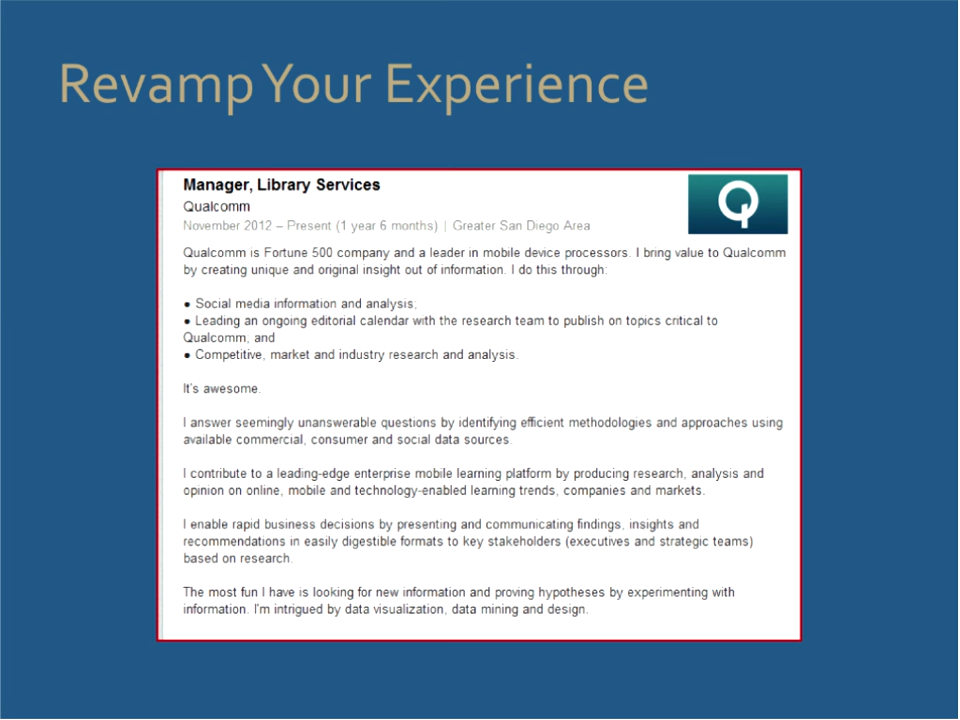 Revamp Your Experience
Manager, Library Services
Qualcomm
November 2012 – Present (1 year 6 months) | Greater San Diego Area
Qualcomm is Fortune 500 company and a leader in mobile device processors. I bring value to Qualcomm
by creating unique and original insight out of information. I do this through:
● Social media information and analysis;
● Leading an ongoing editorial calendar with the research team to publish on topics critical to
Qualcomm; and
● Competitive, market and industry research and analysis.
It's awesome.
I answer seemingly unanswerable questions by identifying efficient methodologies and approaches using
available commercial, consumer and social data sources.
I contribute to a leading-edge enterprise mobile learning platform by producing research, analysis and
opinion on online, mobile and technology-enabled learning trends, companies and markets.
I enable rapid business decisions by presenting and communicating findings, insights and
recommendations in easily digestible formats to key stakeholders (executives and strategic teams)
based on research.
The most fun I have is looking for new information and proving hypotheses by experimenting with
information. I'm intrigued by data visualization, data mining and design.